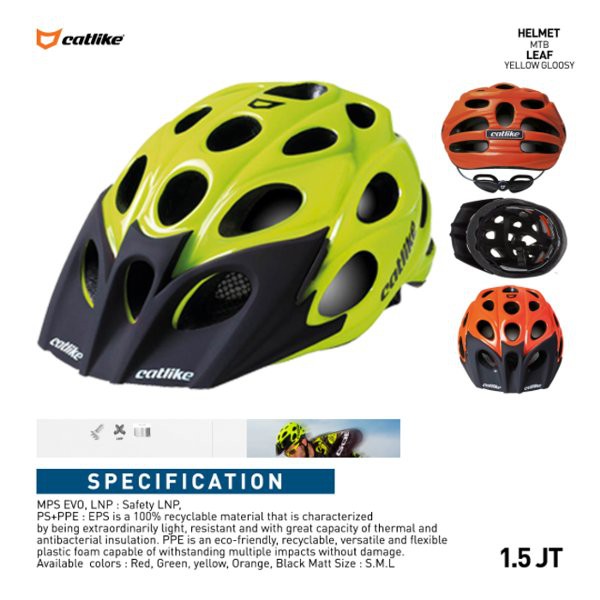 catlike
HELMET
MTB
LEAF
YELLOW GLOOSY
catlike
catlike
catlike
catlike
catlike
SPECIFICATION
MPS EVO, LNP : Safety LNP,
PS+PPE : EPS is a 100% recyclable material that is characterized
by being extraordinarily light, resistant and with great capacity of thermal and
antibacterial insulation. PPE is an eco-friendly, recyclable, versatile and flexible
plastic foam capable of withstanding multiple impacts without damage.
Available colors : Red, Green, yellow, Orange, Black Matt Size : S.M.L
1.5 JT